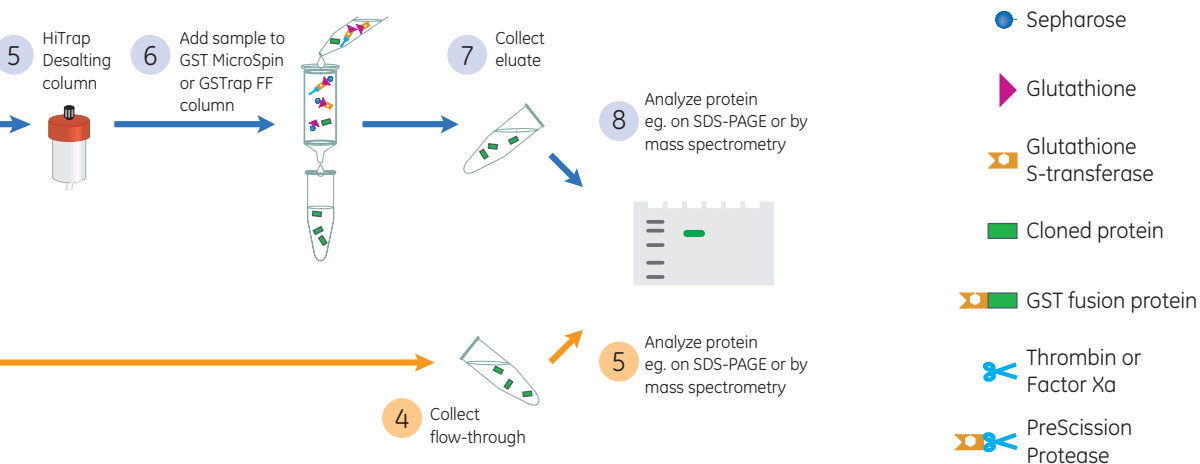 5
HiTrap
Desalting
column
6
Add sample to
GST MicroSpin
or GSTrap FF
column
7
Collect
eluate
8
Analyze protein
eg. on SDS-PAGE or by
mass spectrometry
4
Collect
flow-through
5
Analyze protein
eg. on SDS-PAGE or by
mass spectrometry
Sepharose
Glutathione
Glutathione
S-transferase
Cloned protein
GST fusion protein
Thrombin or
Factor Xa
PreScission
Protease